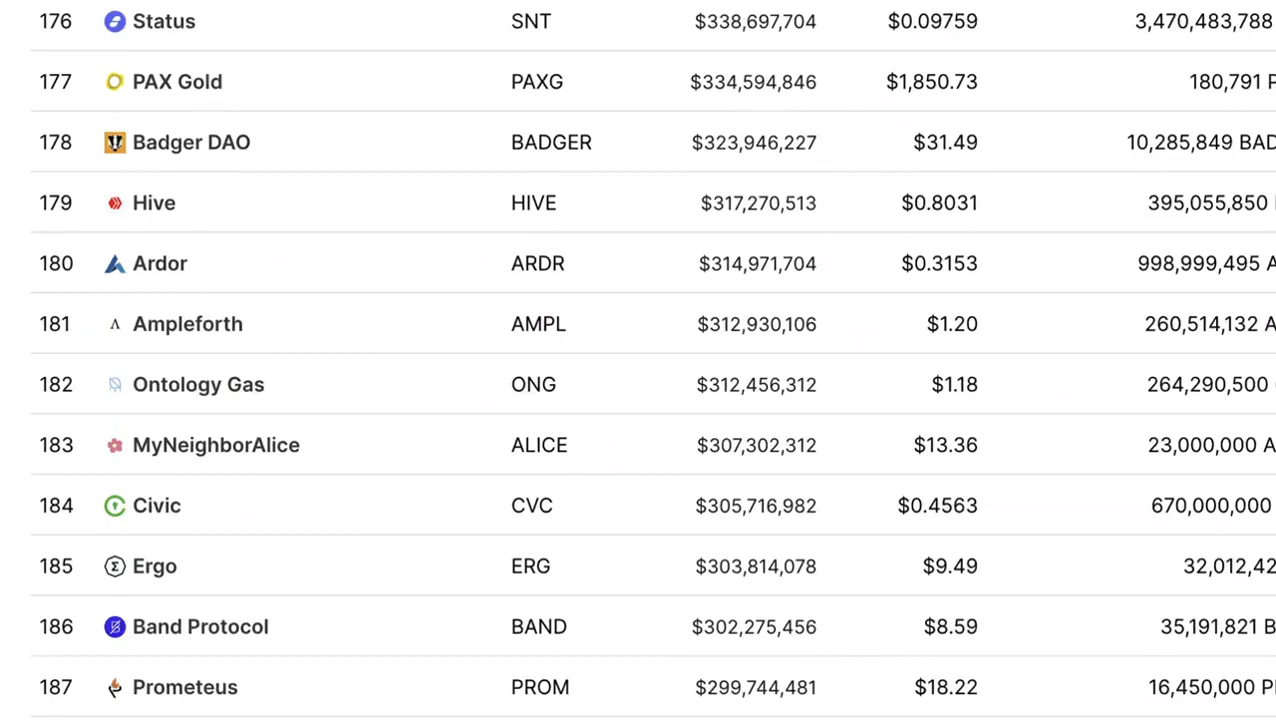 176 Status SNT $338,697,704 $0.09759 3,470,483,788
177 PAX Gold PAXG $334,594,846 $1,850.73 180,791 P
178 Badger DAO BADGER $323,946,227 $31.49 10,285,849 BAD
179 Hive HIVE $317,270,513 $0.8031 395,055,850
180 Ardor ARDR $314,971,704 $0.3153 998,999,495 A
181 Ampleforth AMPL $312,930,106 $1.20 260,514,132 A
182 Ontology Gas ONG $312,456,312 $1.18 264,290,500
183 MyNeighborAlice ALICE $307,302,312 $13.36 23,000,000 A
184 Civic CVC $305,716,982 $0.4563 670,000,000
185 Ergo ERG $303,814,078 $9.49 32,012,42
186 Band Protocol BAND $302,275,456 $8.59 35,191,821 B
187 Prometeus PROM $299,744,481 $18.22 16,450,000 P